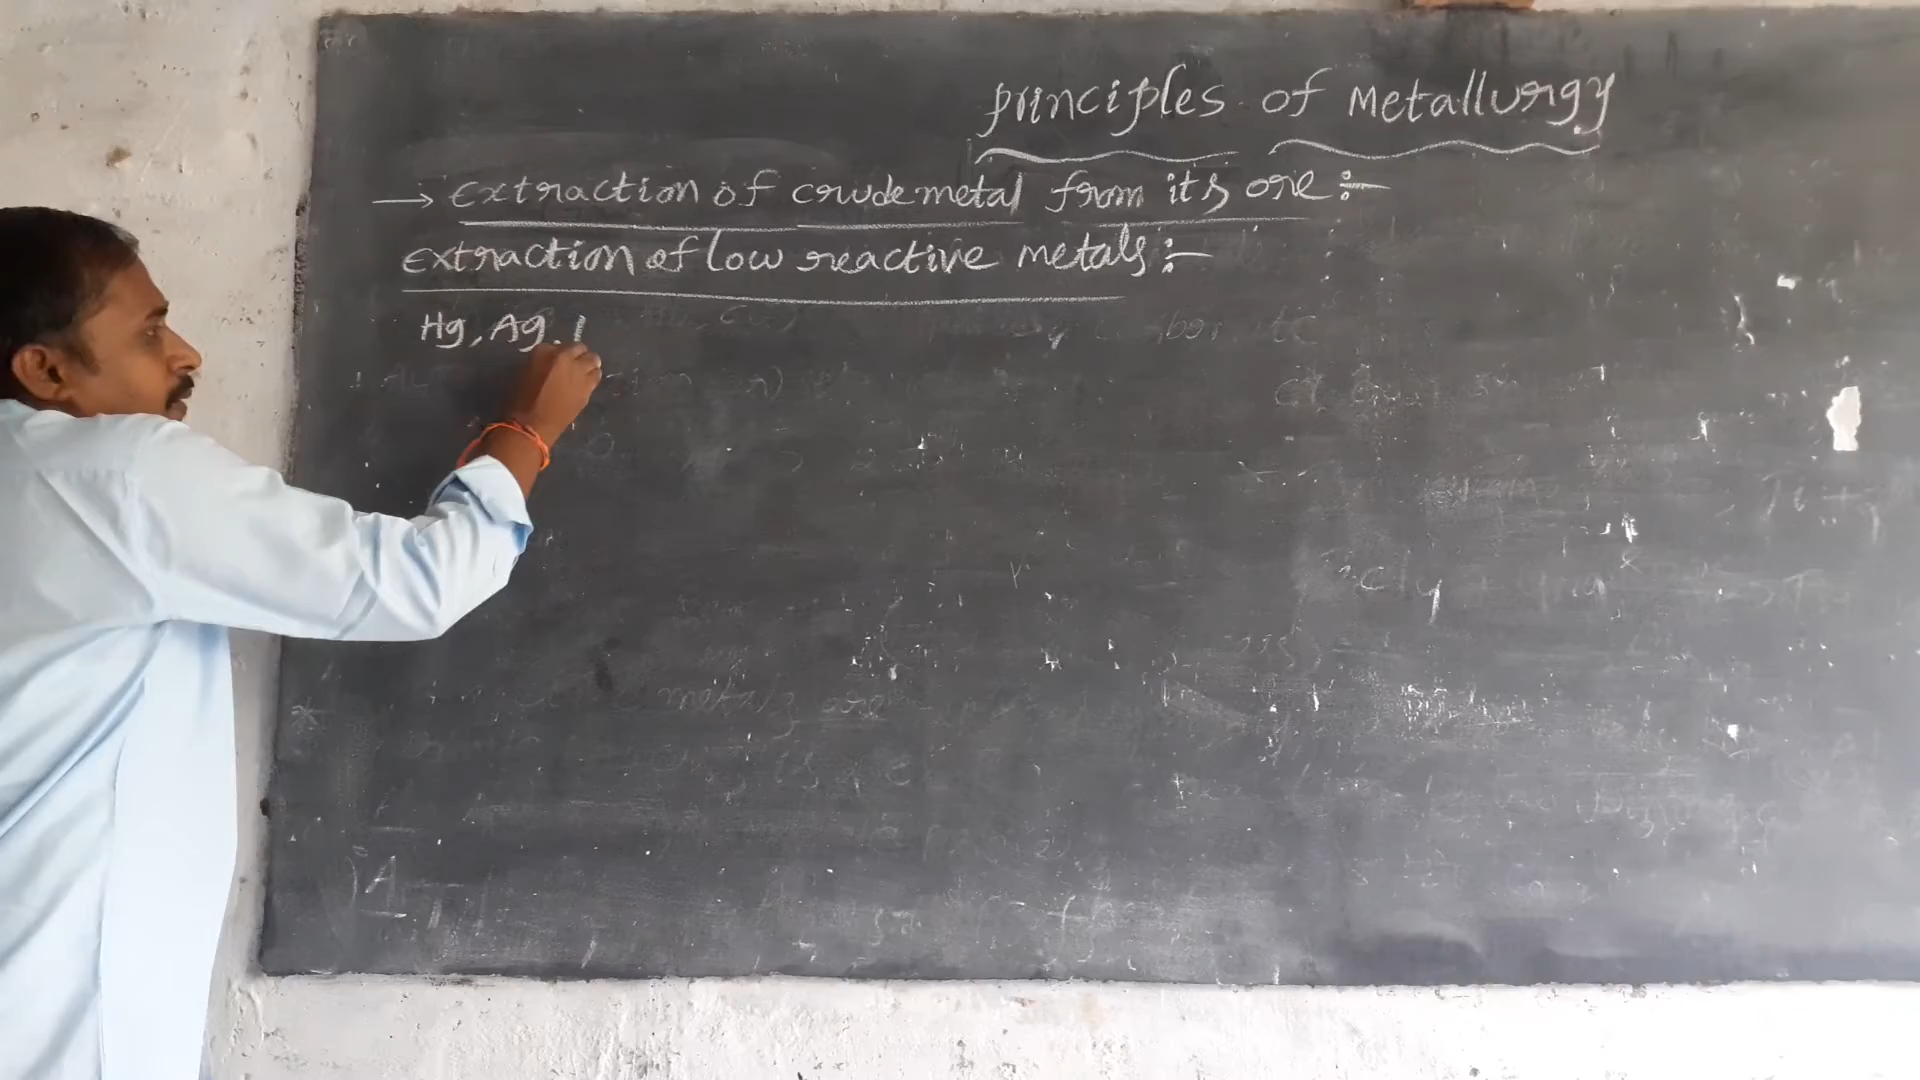 Principles of Metallurgy
→ extraction of crude metal from its ore :-
extraction of low reactive metals :-
Hg, Ag,